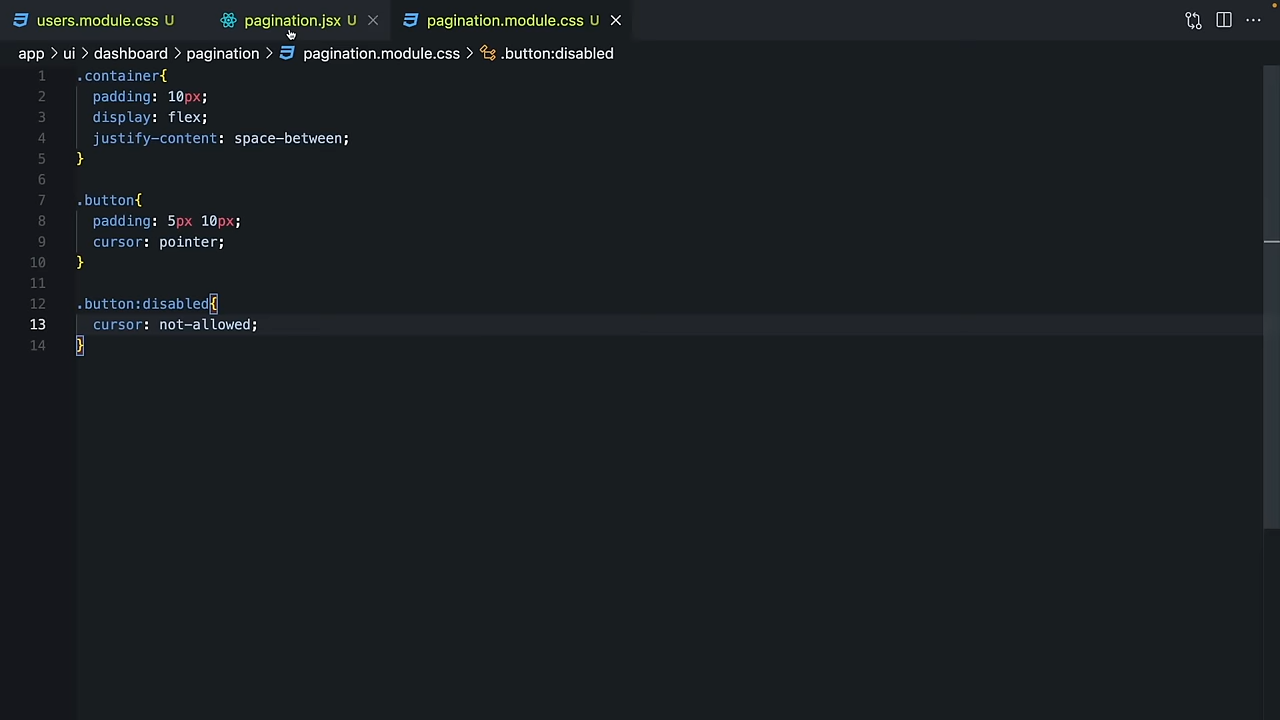 users.module.css U pagination.jsx U pagination.module.css U
app > ui > dashboard > pagination > pagination.module.css > .button:disabled
1 .container{
2 padding: 10px;
3 display: flex;
4 justify-content: space-between;
5 }
6
7 .button{
8 padding: 5px 10px;
9 cursor: pointer;
10 }
11
12 .button:disabled{
13 cursor: not-allowed;
14 }